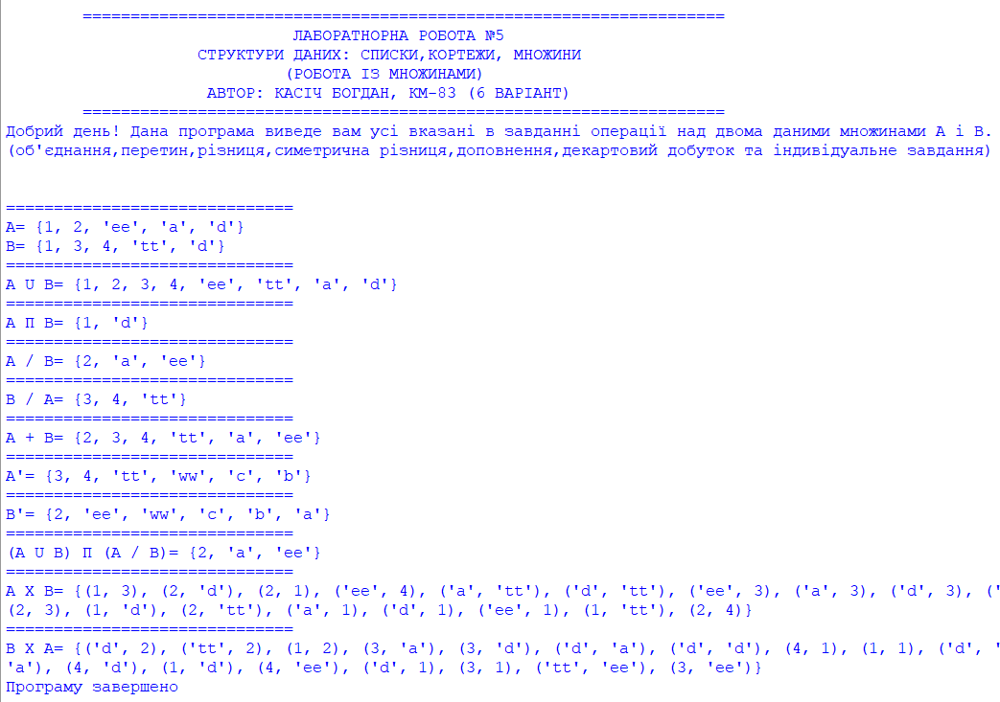 ===================================================================
ЛАБОРАТНОРНА РОБОТА №5
СТРУКТУРИ ДАНИХ: СПИСКИ,КОРТЕЖИ, МНОЖИНИ
(РОБОТА ІЗ МНОЖИНАМИ)
АВТОР: КАСІЧ БОГДАН, КМ-83 (6 ВАРІАНТ)
===================================================================
Добрий день! Дана програма виведе вам усі вказані в завданні операції над двома даними множинами А і В.
(об'єднання,перетин,різниця,симетрична різниця,доповнення,декартовий добуток та індивідуальне завдання)
==============================
A= {1, 2, 'ee', 'a', 'd'}
B= {1, 3, 4, 'tt', 'd'}
==============================
A U B= {1, 2, 3, 4, 'ee', 'tt', 'a', 'd'}
==============================
A П B= {1, 'd'}
==============================
A / B= {2, 'a', 'ee'}
==============================
B / A= {3, 4, 'tt'}
==============================
A + B= {2, 3, 4, 'tt', 'a', 'ee'}
==============================
A'= {3, 4, 'tt', 'ww', 'c', 'b'}
==============================
B'= {2, 'ee', 'ww', 'c', 'b', 'a'}
==============================
(A U B) П (A / B)= {2, 'a', 'ee'}
==============================
A X B= {(1, 3), (2, 'd'), (2, 1), ('ee', 4), ('a', 'tt'), ('d', 'tt'), ('ee', 3), ('a', 3), ('d', 3), ('
(2, 3), (1, 'd'), (2, 'tt'), ('a', 1), ('d', 1), ('ee', 1), (1, 'tt'), (2, 4)}
==============================
B X A= {('d', 2), ('tt', 2), (1, 2), (3, 'a'), (3, 'd'), ('d', 'a'), ('d', 'd'), (4, 1), (1, 1), ('d', '
'a'), (4, 'd'), (1, 'd'), (4, 'ee'), ('d', 1), (3, 1), ('tt', 'ee'), (3, 'ee')}
Програму завершено